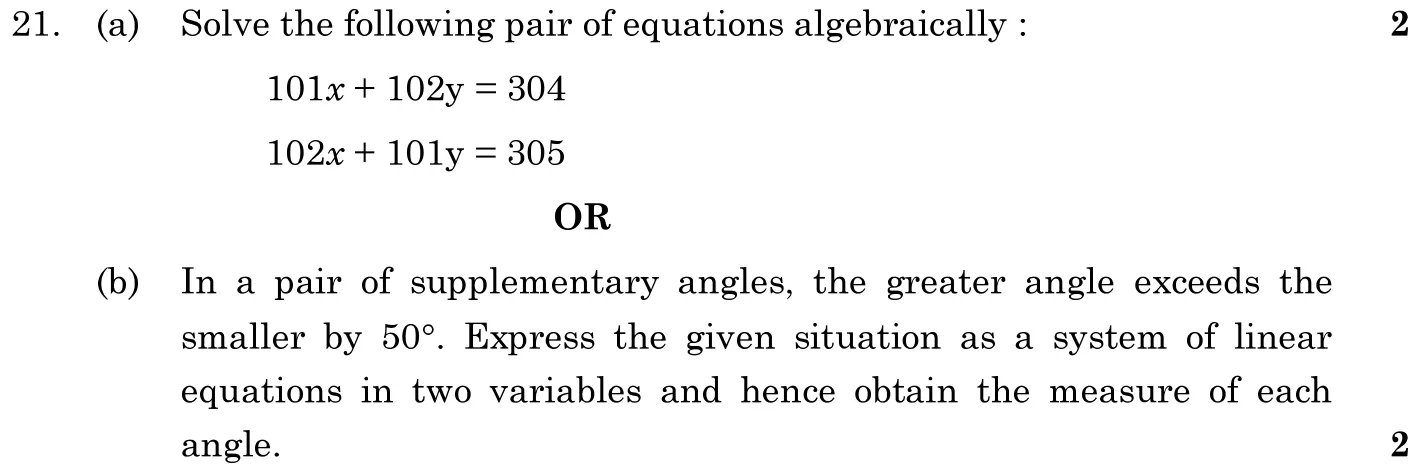 21. (a) Solve the following pair of equations algebraically : 2
101x + 102y = 304
102x + 101y = 305
OR
(b) In a pair of supplementary angles, the greater angle exceeds the
smaller by 50°. Express the given situation as a system of linear
equations in two variables and hence obtain the measure of each
angle. 2